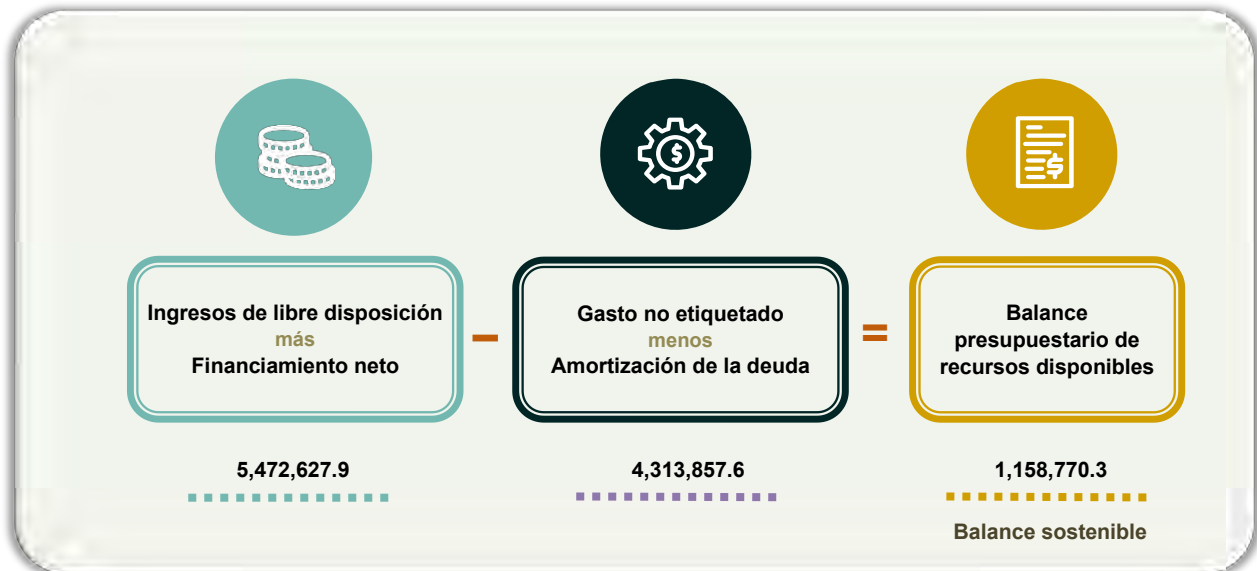 Ingresos de libre disposición
más
Financiamiento neto
–
Gasto no etiquetado
menos
Amortización de la deuda
=
Balance
presupuestario de
recursos disponibles
5,472,627.9
4,313,857.6
1,158,770.3
Balance sostenible